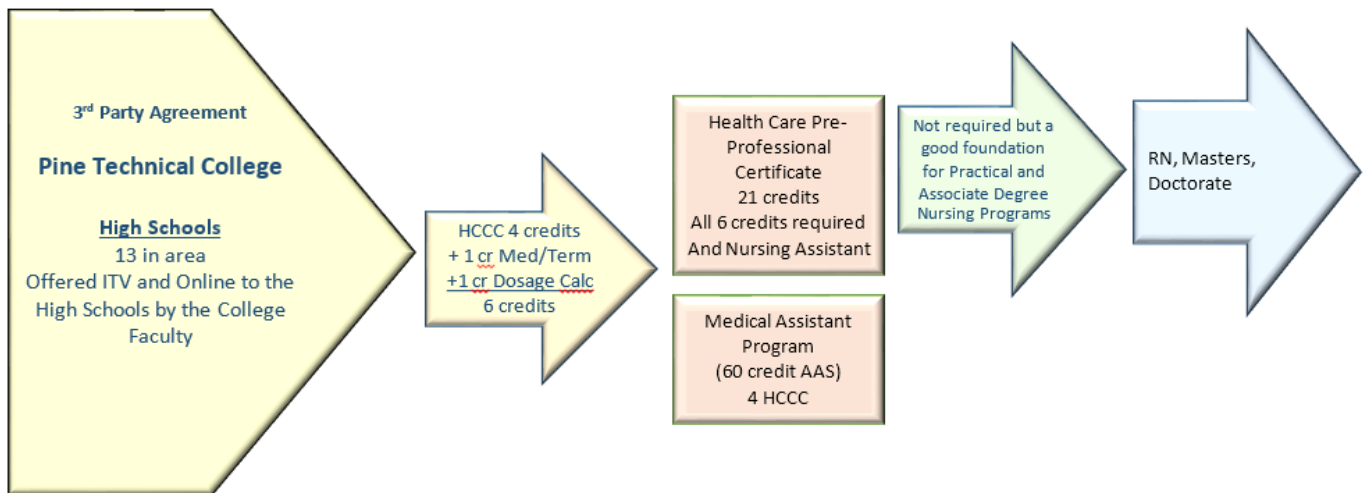 3rd Party Agreement
Pine Technical College
High Schools
13 in area
Offered ITV and Online to the
High Schools by the College
Faculty
HCCC 4 credits
+ 1 cr Med/Term
+1 cr Dosage Calc
6 credits
Health Care Pre-
Professional
Certificate
21 credits
All 6 credits required
And Nursing Assistant
Medical Assistant
Program
(60 credit AAS)
4 HCCC
Not required but a
good foundation
for Practical and
Associate Degree
Nursing Programs
RN, Masters,
Doctorate